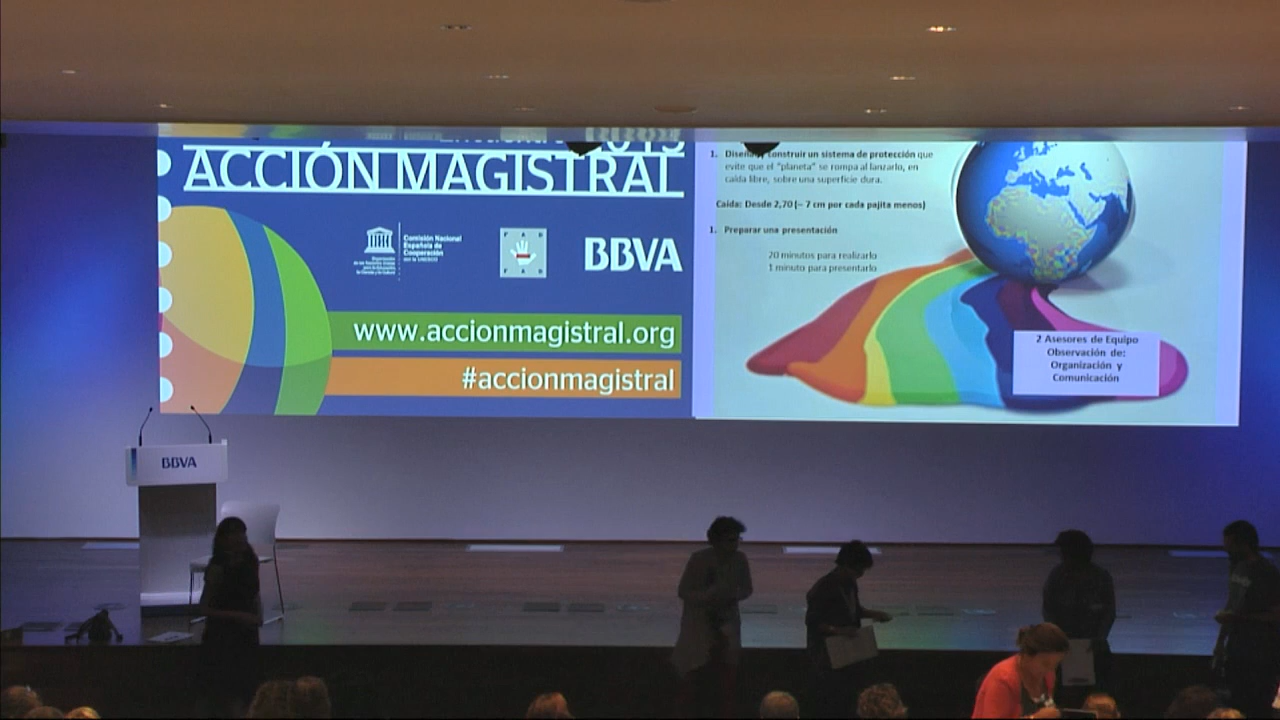 2015
ACCIÓN MAGISTRAL
Comisión Nacional
Española de
Cooperación
con la UNESCO
F A D
F A D
BBVA
www.accionmagistral.org
#accionmagistral
1. Diseñar construir un sistema de protección que
evite que el "planeta" se rompa al lanzarlo, en
caída libre, sobre una superficie dura.
Caída: Desde 2,70 (– 7 cm por cada pajita menos)
1. Preparar una presentación
20 minutos para realizarlo
1 minuto para presentarlo
2 Asesores de Equipo
Observación de:
Organización y
Comunicación
BBVA